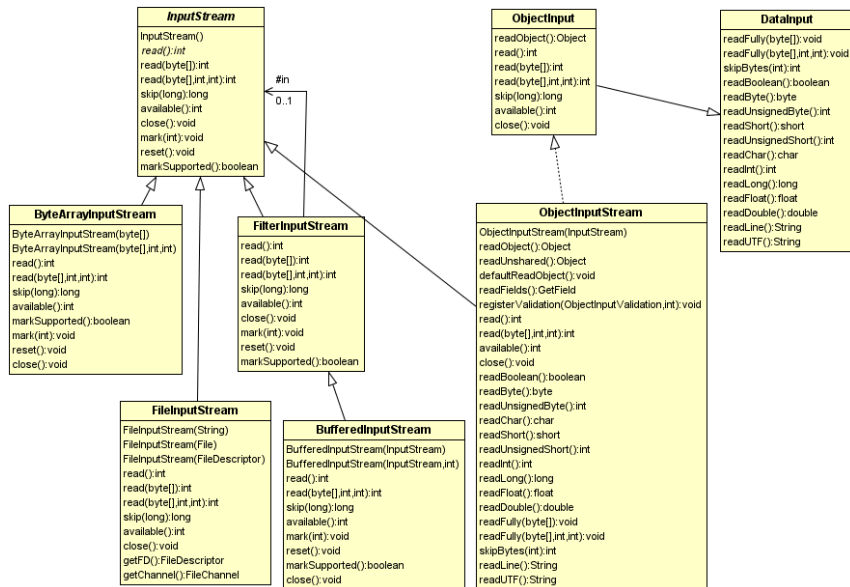 InputStream
InputStream()
read():int
read(byte[]):int
read(byte[],int,int):int
skip(long):long
available():int
close():void
mark(int):void
reset():void
markSupported():boolean
#in
0..1
ObjectInput
readObject():Object
read():int
read(byte[]):int
read(byte[],int,int):int
skip(long):long
available():int
close():void
DataInput
readFully(byte[]):void
readFully(byte[],int,int):void
skipBytes(int):int
readBoolean():boolean
readByte():byte
readUnsignedByte():int
readShort():short
readUnsignedShort():int
readChar():char
readInt():int
readLong():long
readFloat():float
readDouble():double
readLine():String
readUTF():String
ByteArrayInputStream
ByteArrayInputStream(byte[])
ByteArrayInputStream(byte[],int,int)
read():int
read(byte[],int,int):int
skip(long):long
available():int
markSupported():boolean
mark(int):void
reset():void
close():void
FilterInputStream
read():int
read(byte[]):int
read(byte[],int,int):int
skip(long):long
available():int
close():void
mark(int):void
reset():void
markSupported():boolean
ObjectInputStream
ObjectInputStream(InputStream)
readObject():Object
readUnshared():Object
defaultReadObject():void
readFields():GetField
registerValidation(ObjectInputValidation,int):void
read():int
read(byte[],int,int):int
available():int
close():void
readBoolean():boolean
readByte():byte
readUnsignedByte():int
readChar():char
readShort():short
readUnsignedShort():int
readInt():int
readLong():long
readFloat():float
readDouble():double
readFully(byte[]):void
readFully(byte[],int,int):void
skipBytes(int):int
readLine():String
readUTF():String
FileInputStream
FileInputStream(String)
FileInputStream(File)
FileInputStream(FileDescriptor)
read():int
read(byte[]):int
read(byte[],int,int):int
skip(long):long
available():int
close():void
getFD():FileDescriptor
getChannel():FileChannel
BufferedInputStream
BufferedInputStream(InputStream)
BufferedInputStream(InputStream,int)
read():int
read(byte[],int,int):int
skip(long):long
available():int
mark(int):void
reset():void
markSupported():boolean
close():void